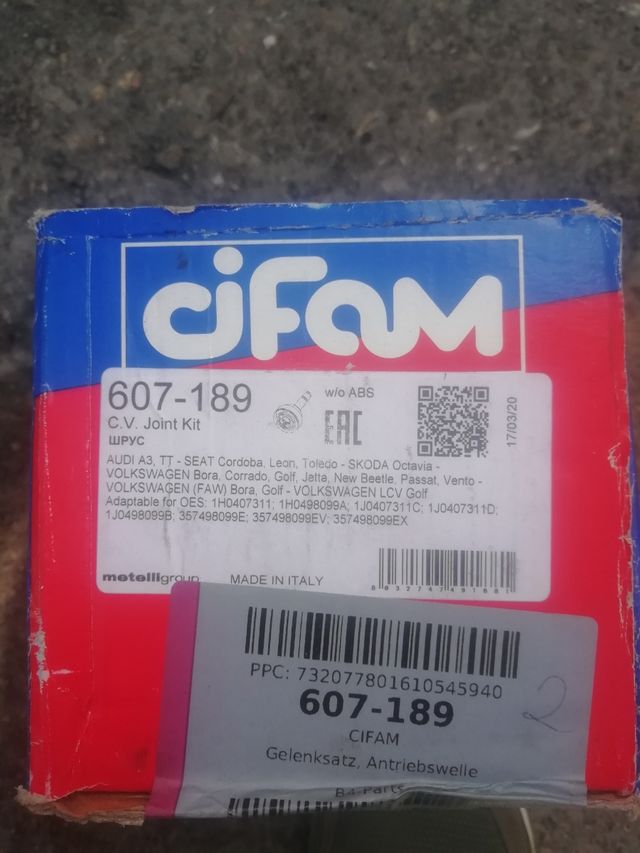 cifam
607-189
w/o ABS
EAC
17/03/20
C.V. Joint Kit
ШРУС
AUDI A3, TT - SEAT Cordoba, Leon, Toledo - SKODA Octavia -
VOLKSWAGEN Bora, Corrado, Golf, Jetta, New Beetle, Passat, Vento -
VOLKSWAGEN (FAW) Bora, Golf - VOLKSWAGEN LCV Golf
Adaptable for OES: 1H0407311; 1H0498099A; 1J0407311C; 1J0407311D;
1J0498099B; 357498099E; 357498099EV; 357498099EX
metelligroup
MADE IN ITALY
PPC: 732077801610545940
607-189
2
CIFAM
Gelenksatz, Antriebswelle
B4-Parts